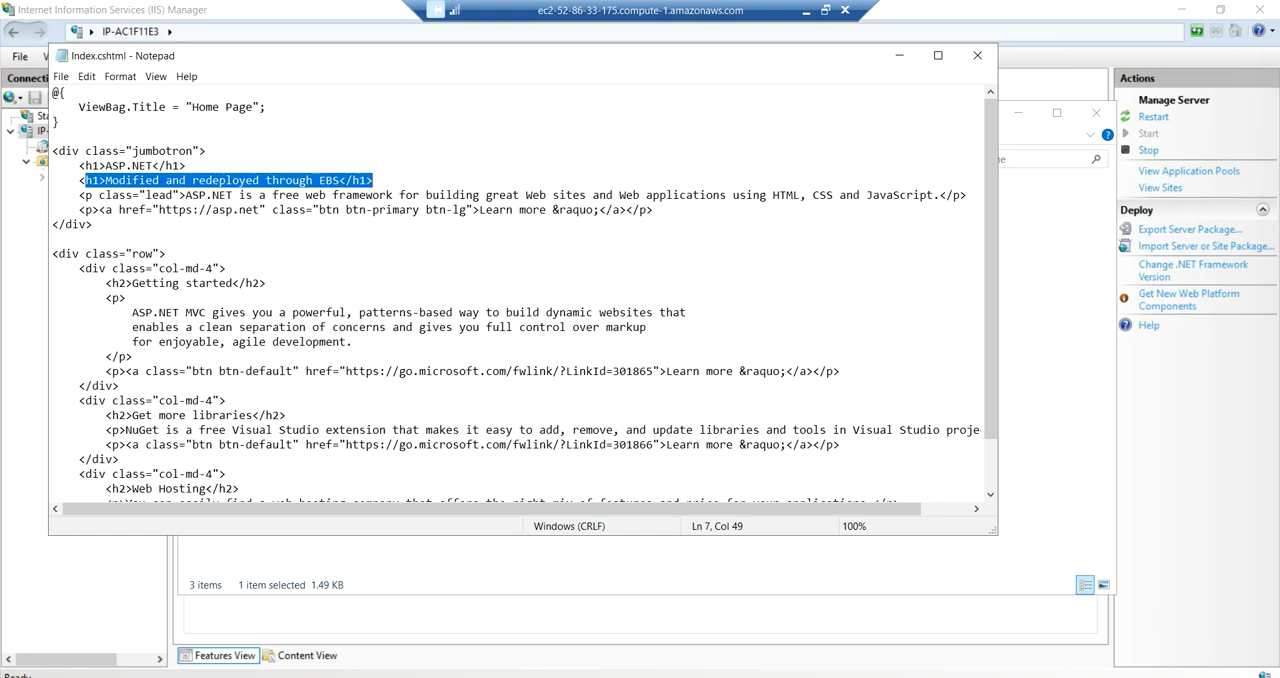 Internet Information Services (IIS) Manager
ec2-52-86-33-175.compute-1.amazonaws.com
IP-AC1F11E3
File
Connecti
Sta
IP-
Index.cshtml - Notepad
File Edit Format View Help
@{
ViewBag.Title = "Home Page";
}
<div class="jumbotron">
<h1>ASP.NET</h1>
<h1>Modified and redeployed through EBS</h1>
<p class="lead">ASP.NET is a free web framework for building great Web sites and Web applications using HTML, CSS and JavaScript.</p>
<p><a href="https://asp.net" class="btn btn-primary btn-lg">Learn more &raquo;</a></p>
</div>
<div class="row">
<div class="col-md-4">
<h2>Getting started</h2>
<p>
ASP.NET MVC gives you a powerful, patterns-based way to build dynamic websites that
enables a clean separation of concerns and gives you full control over markup
for enjoyable, agile development.
</p>
<p><a class="btn btn-default" href="https://go.microsoft.com/fwlink/?LinkId=301865">Learn more &raquo;</a></p>
</div>
<div class="col-md-4">
<h2>Get more libraries</h2>
<p>NuGet is a free Visual Studio extension that makes it easy to add, remove, and update libraries and tools in Visual Studio proje
<p><a class="btn btn-default" href="https://go.microsoft.com/fwlink/?LinkId=301866">Learn more &raquo;</a></p>
</div>
<div class="col-md-4">
<h2>Web Hosting</h2>
Windows (CRLF) Ln 7, Col 49 100%
3 items 1 item selected 1.49 KB
Features View Content View
Actions
Manage Server
Restart
Start
Stop
View Application Pools
View Sites
Deploy
Export Server Package...
Import Server or Site Package...
Change .NET Framework
Version
Get New Web Platform
Components
Help
Ready